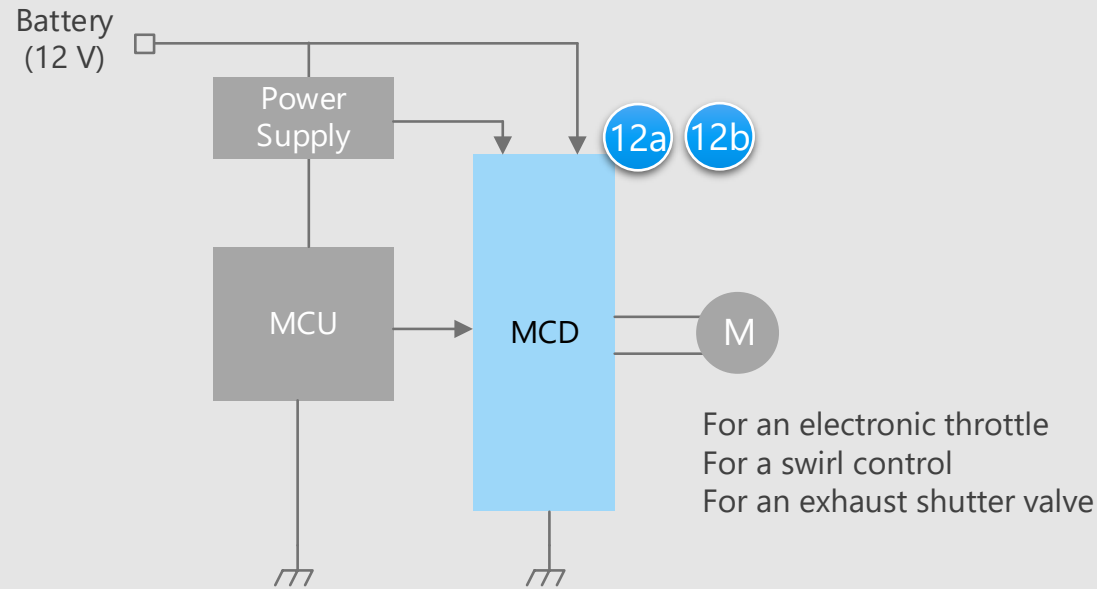 Battery
(12 V)
Power
Supply
12a
12b
MCU
MCD
M
For an electronic throttle
For a swirl control
For an exhaust shutter valve